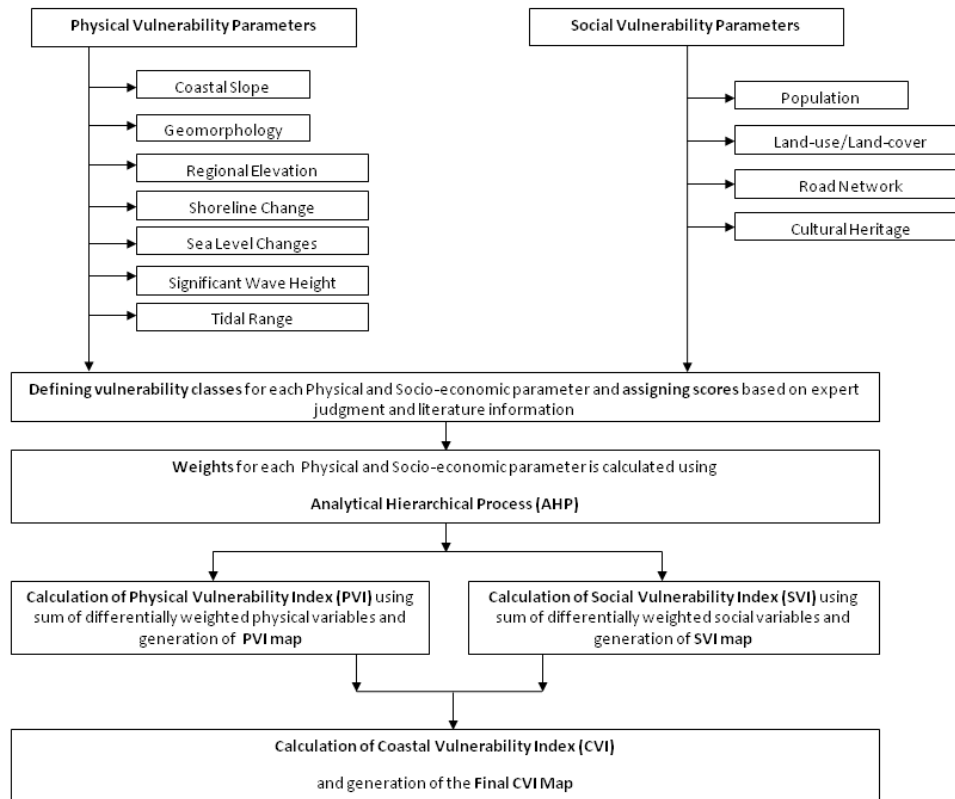 Physical Vulnerability Parameters
Coastal Slope
Geomorphology
Regional Elevation
Shoreline Change
Sea Level Changes
Significant Wave Height
Tidal Range
Social Vulnerability Parameters
Population
Land-use/Land-cover
Road Network
Cultural Heritage
Defining vulnerability classes for each Physical and Socio-economic parameter and assigning scores based on expert
judgment and literature information
Weights for each Physical and Socio-economic parameter is calculated using
Analytical Hierarchical Process (AHP)
Calculation of Physical Vulnerability Index (PVI) using
sum of differentially weighted physical variables and
generation of PVI map
Calculation of Social Vulnerability Index (SVI) using
sum of differentially weighted social variables and
generation of SVI map
Calculation of Coastal Vulnerability Index (CVI)
and generation of the Final CVI Map